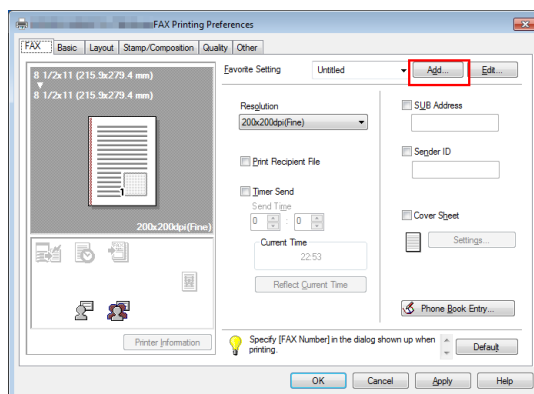 FAX Printing Preferences
FAX Basic Layout Stamp/Composition Quality Other
8 1/2x11 (215.9x279.4 mm)
8 1/2x11 (215.9x279.4 mm)
1
200x200dpi(Fine)
Printer Information
Favorite Setting Untitled Add... Edit...
Resolution
200x200dpi(Fine)
Print Recipient File
Timer Send
Send Time
0 : 0
Current Time
22:53
Reflect Current Time
SUB Address
Sender ID
Cover Sheet
Settings...
Phone Book Entry...
Specify [FAX Number] in the dialog shown up when
printing.
Default
OK Cancel Apply Help